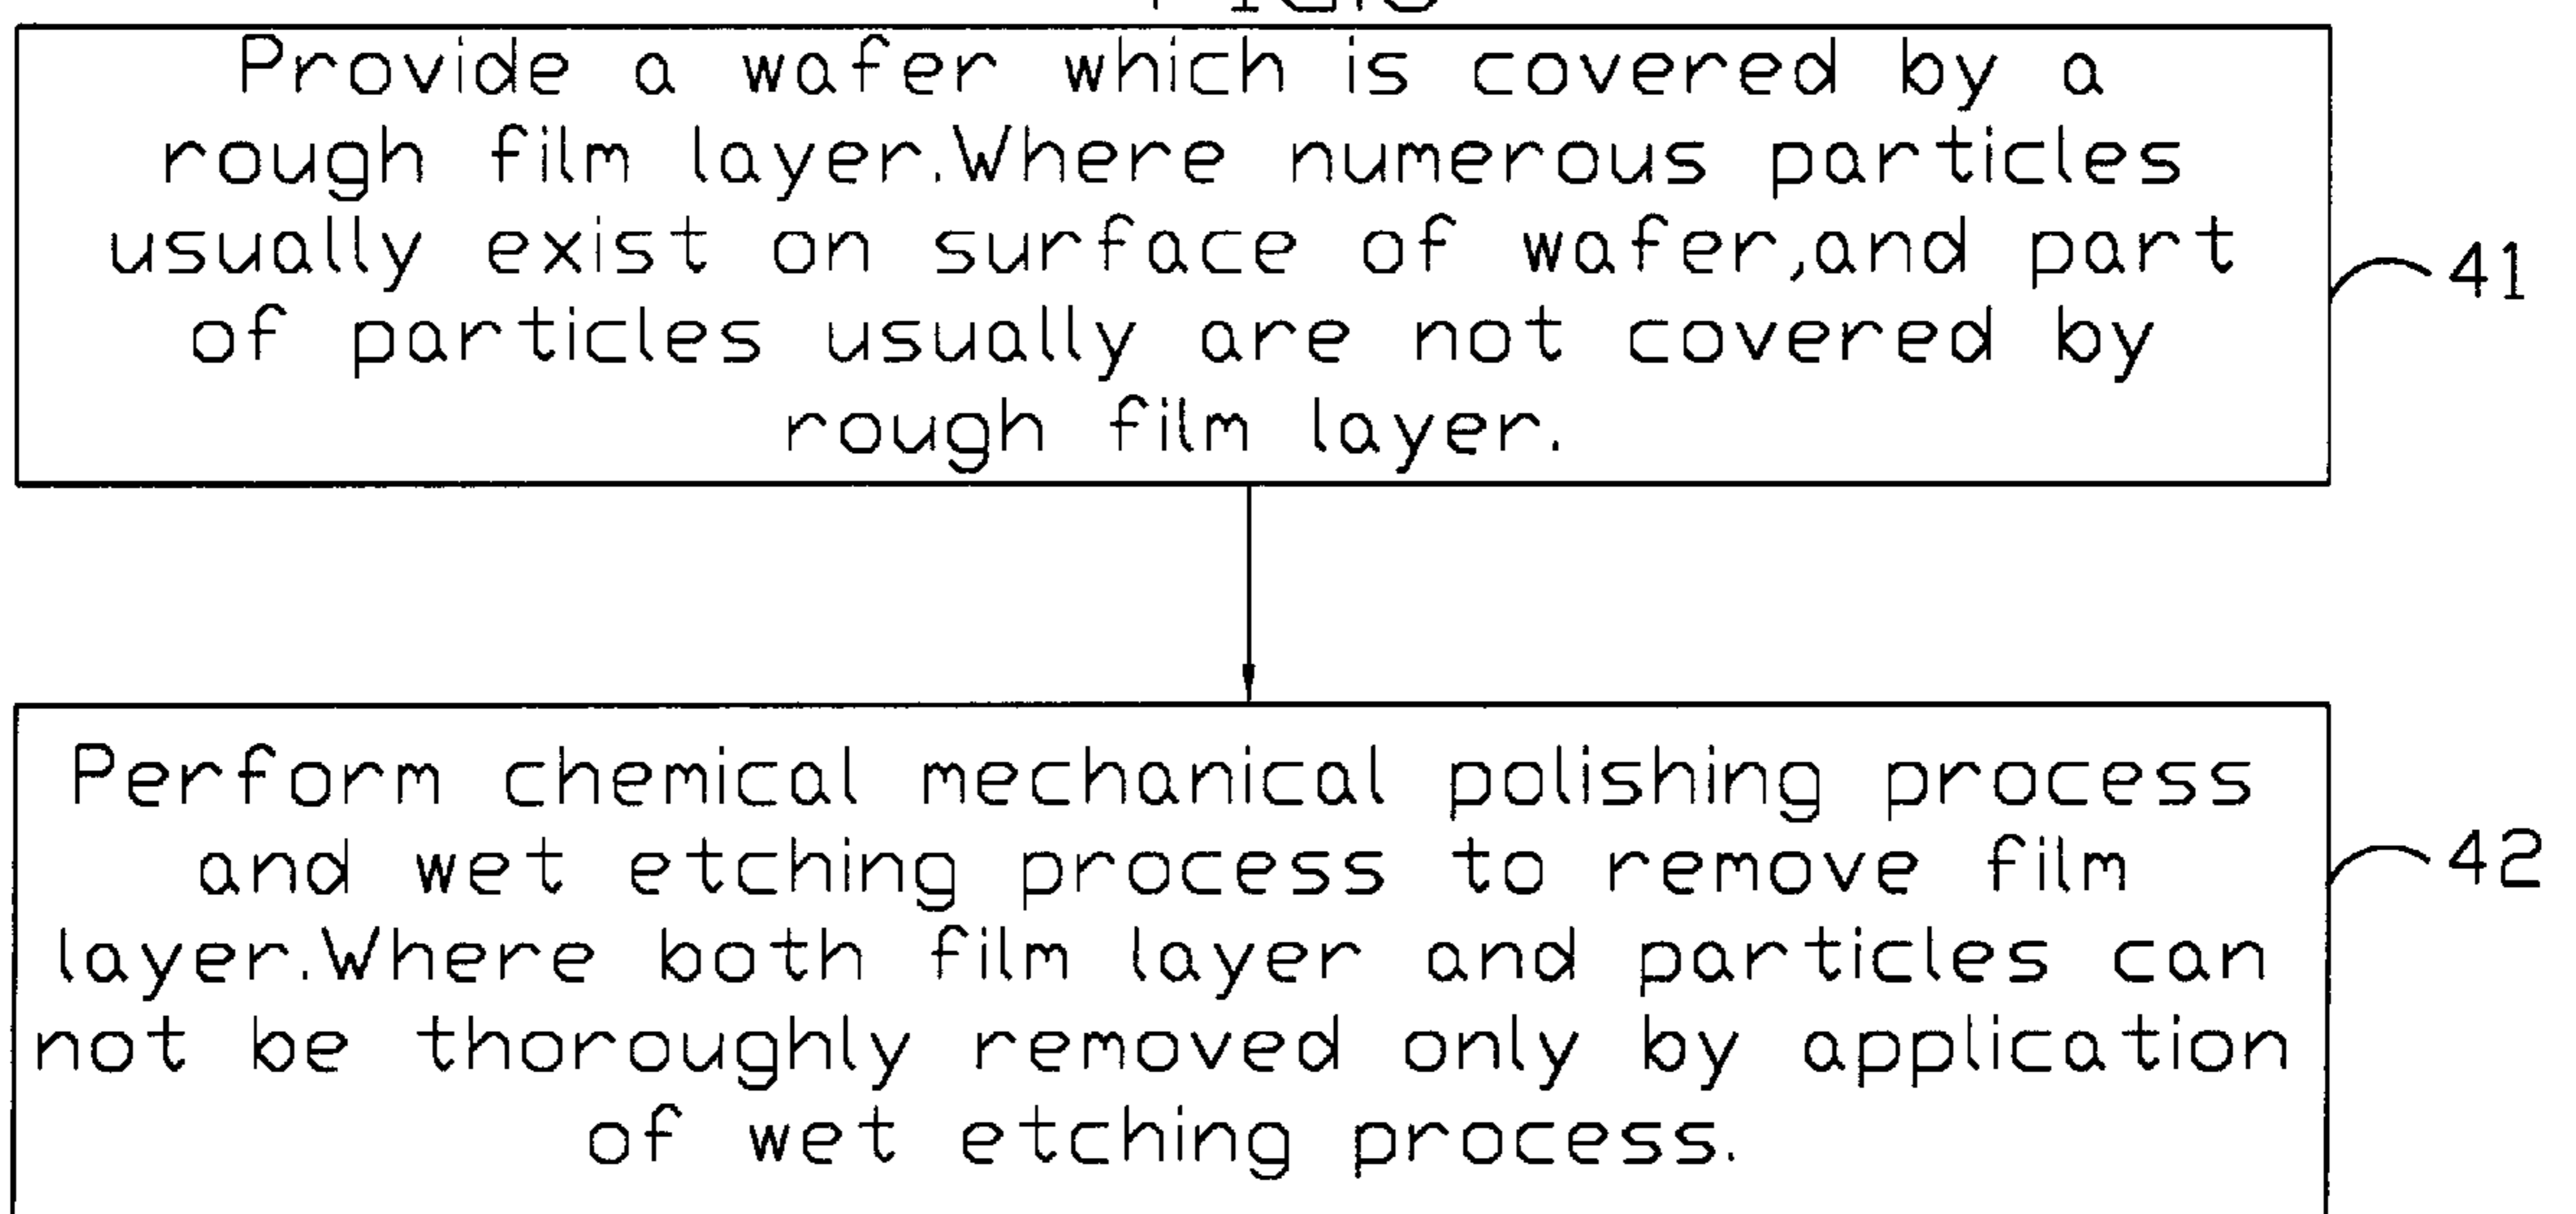 Provide a wafer which is covered by a
rough film layer.Where numerous particles
usually exist on surface of wafer,and part
of particles usually are not covered by
rough film layer.
41
Perform chemical mechanical polishing process
and wet etching process to remove film
layer.Where both film layer and particles can
not be thoroughly removed only by application
of wet etching process.
42